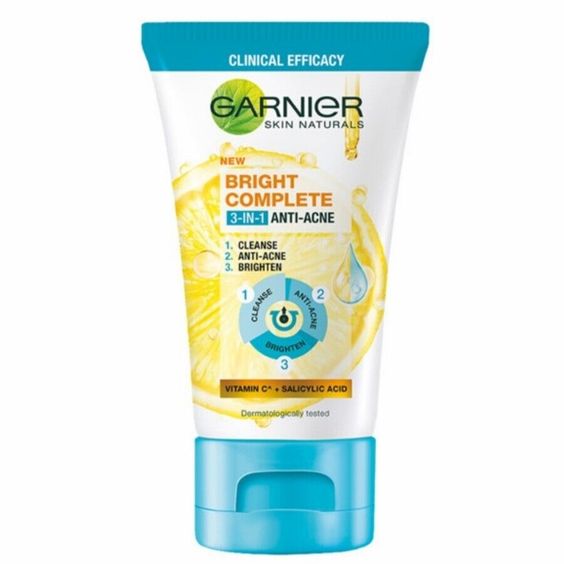 CLINICAL EFFICACY
GARNIER
SKIN NATURALS
NEW
BRIGHT
COMPLETE
3-IN-1 ANTI-ACNE
1. CLEANSE
2. ANTI-ACNE
3. BRIGHTEN
1
CLEANSE
ANTI-ACNE
2
BRIGHTEN
3
VITAMIN C* + SALICYLIC ACID
Dermatologically tested